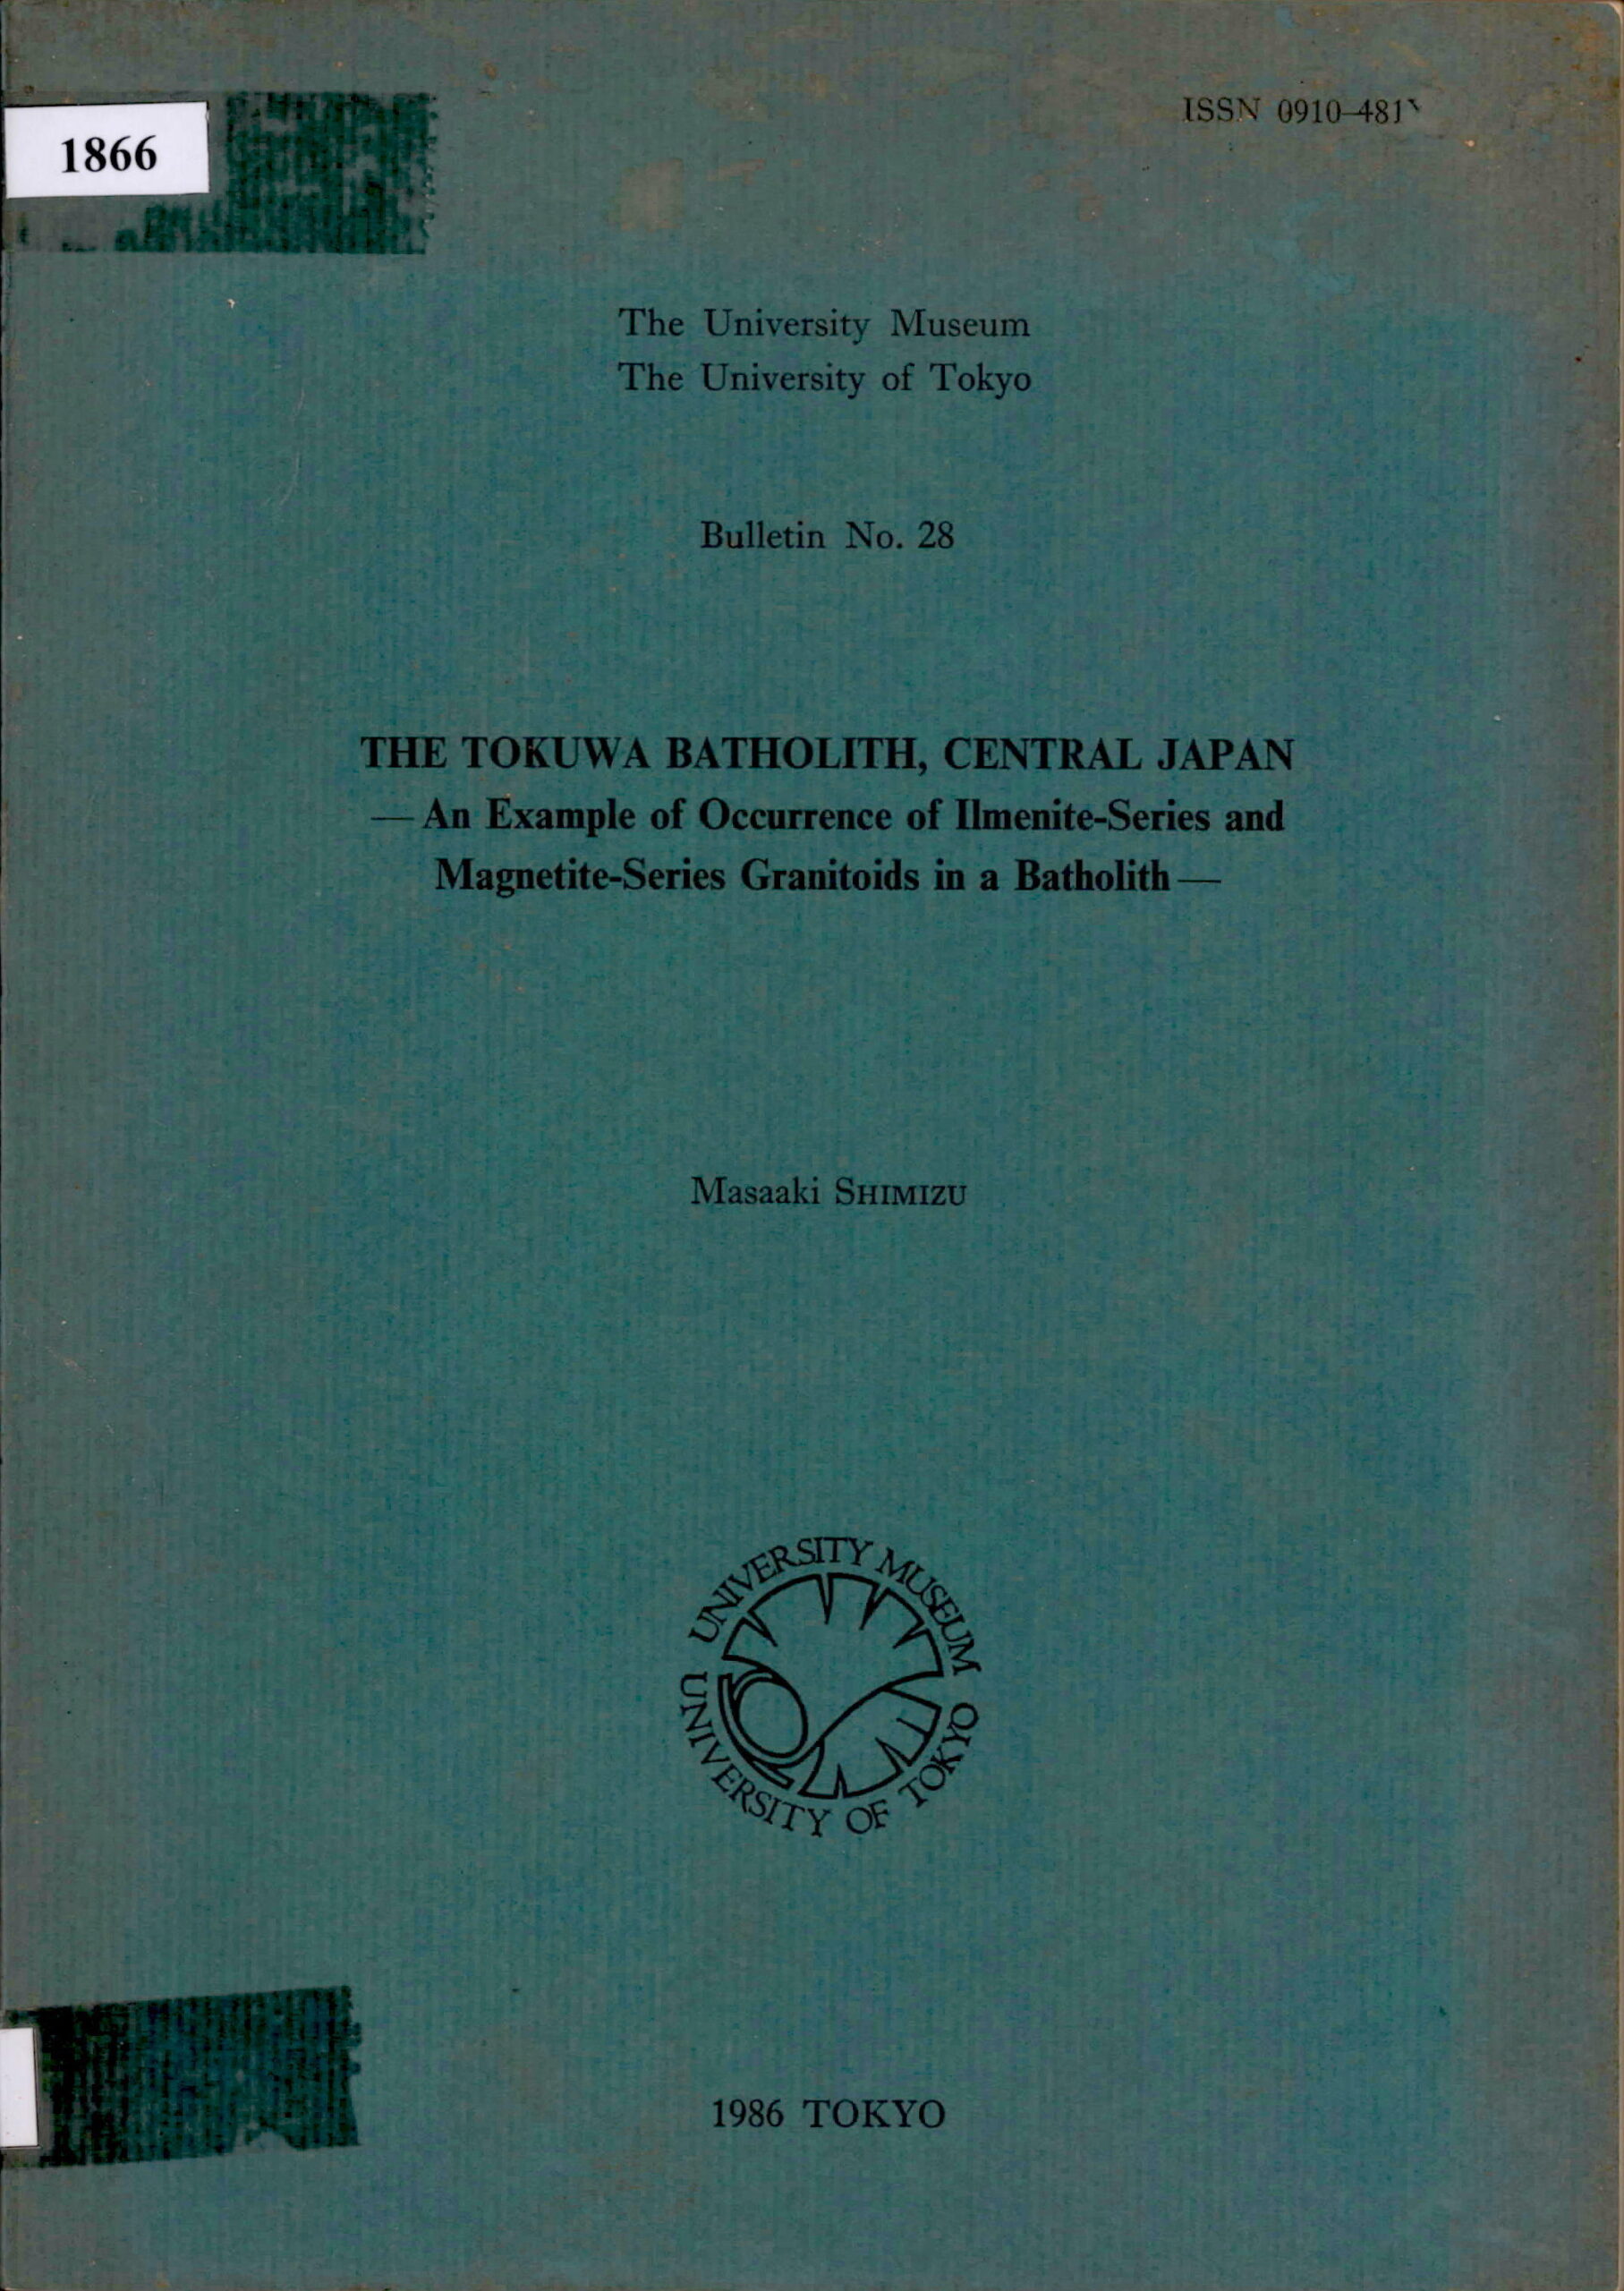 1866
ISSN 0910-481
The University Museum
The University of Tokyo
Bulletin No. 28
THE TOKUWA BATHOLITH, CENTRAL JAPAN
— An Example of Occurrence of Ilmenite-Series and
Magnetite-Series Granitoids in a Batholith —
Masaaki SHIMIZU
UNIVERSITY MUSEUM
UNIVERSITY OF TOKYO
1986 TOKYO